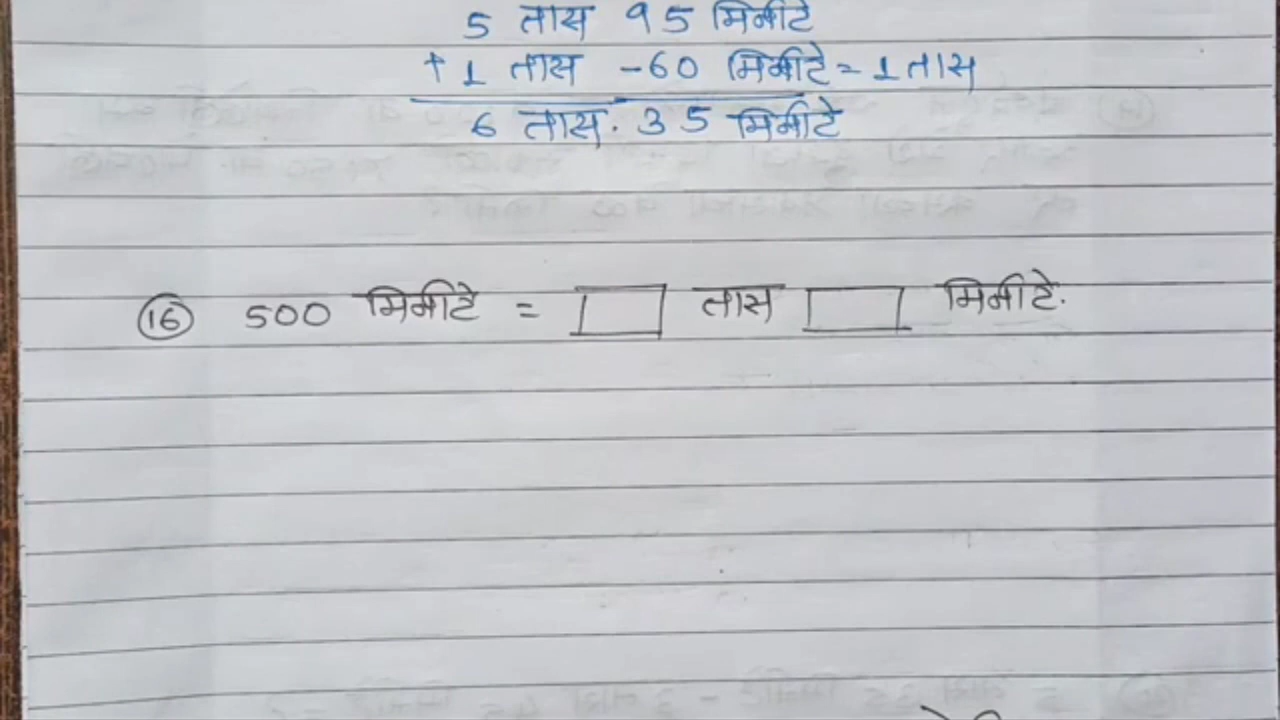 5 तास 95 मिनीटे
+ 1 तास - 60 मिनीटे = 1 तास
6 तास. 35 मिनीटे
16 500 मिनीटे = तास मिनीटे.